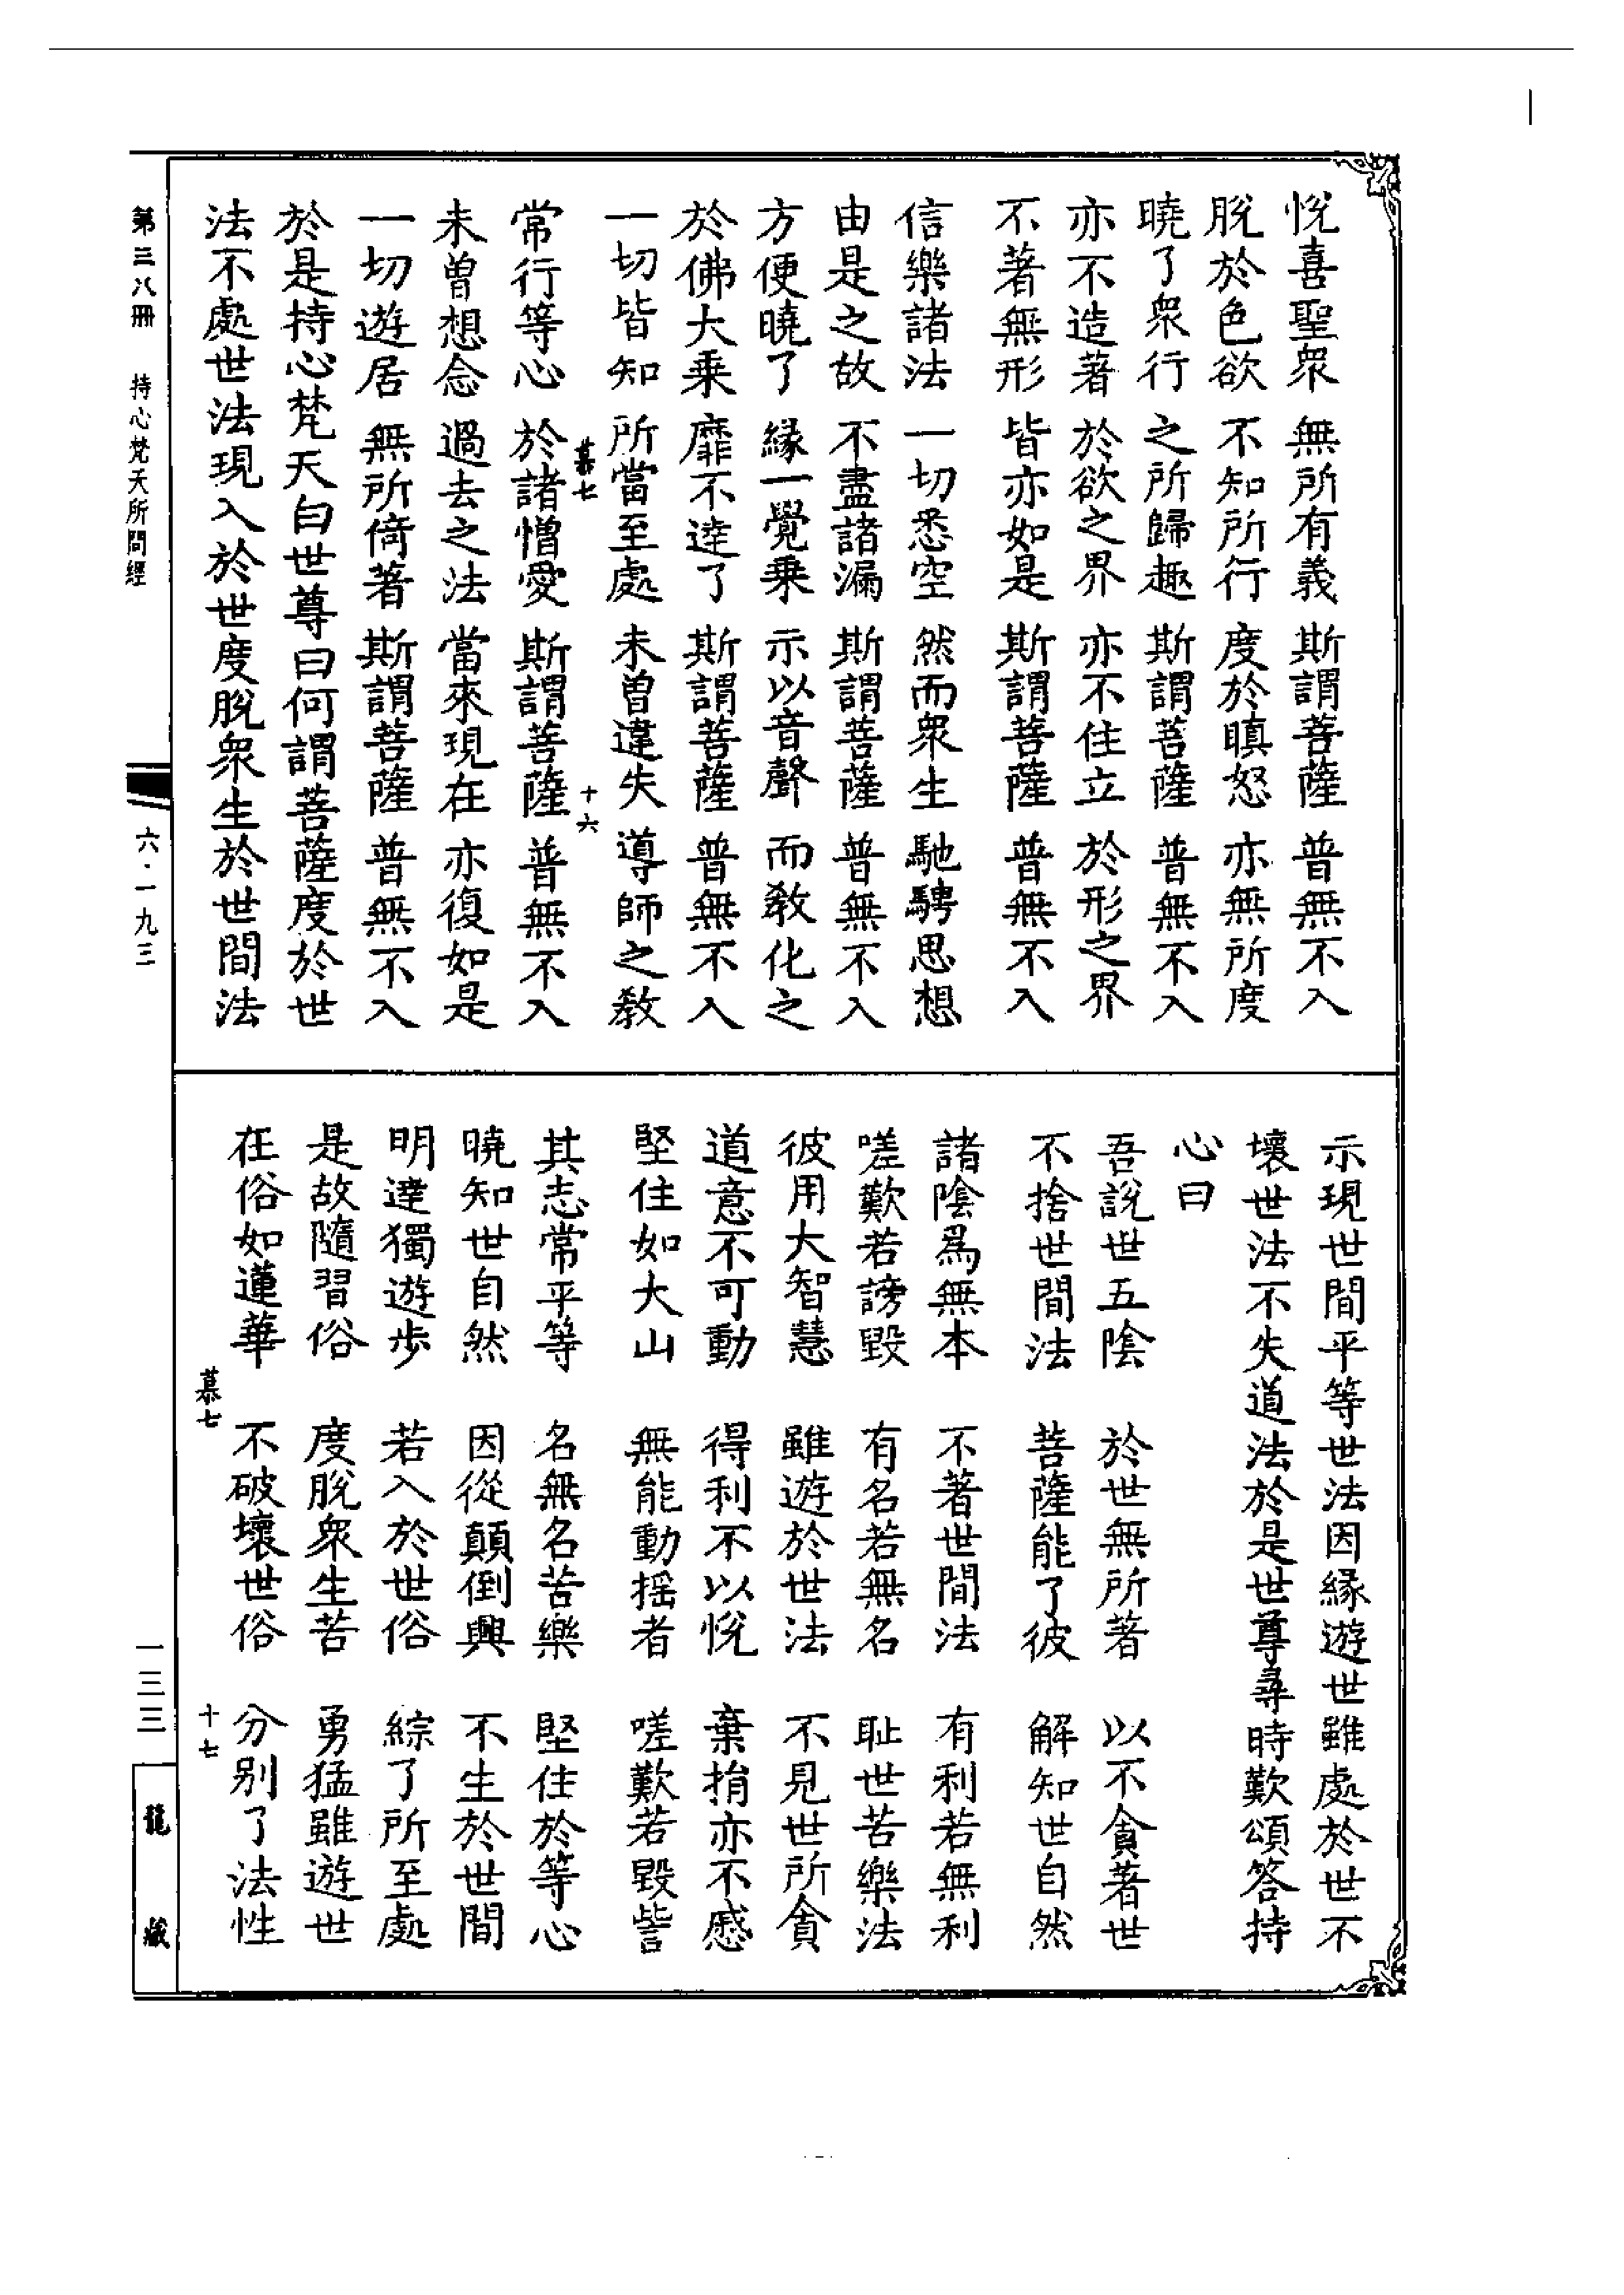 悅喜聖眾 無所有義 斯謂菩薩 普無不入
脫於色欲 不知所行 度於瞋怒 亦無所度
曉了眾行 之所歸趣 斯謂菩薩 普無不入
亦不造著 於欲之界 亦不住立 於形之界
不著無形 皆亦如是 斯謂菩薩 普無不入
信樂諸法 一切悉空 然而眾生 馳騁思想
由是之故 不盡諸漏 斯謂菩薩 普無不入
方便曉了 緣一覺乘 示以音聲 而教化之
於佛大乘 靡不達了 斯謂菩薩 普無不入
一切皆知 所當至處 未曾違失 導師之教
慕七 十六
常行等心 於諸憎愛 斯謂菩薩 普無不入
未曾想念 過去之法 當來現在 亦復如是
一切遊居 無所倚著 斯謂菩薩 普無不入
於是持心梵天白世尊曰何謂菩薩度於世
法不處世法現入於世度脫眾生於世間法
示現世間平等世法因緣遊世雖處於世不
壞世法不失道法於是世尊尋時歎頌答持
心曰
吾說世五陰 於世無所著 以不貪著世
不捨世間法 菩薩能了彼 解知世自然
諸陰爲無本 不著世間法 有利若無利
嗟歎若謗毀 有名若無名 耻世苦樂法
彼用大智慧 雖遊於世法 不見世所貪
道意不可動 得利不以悅 棄捐亦不慼
堅住如大山 無能動搖者 嗟歎若毀訾
其志常平等 名無名苦樂 堅住於等心
曉知世自然 因從顛倒興 不生於世間
明達獨遊步 若入於世俗 綜了所至處
是故隨習俗 度脫眾生苦 勇猛雖遊世
在俗如蓮華 不破壞世俗 分別了法性
慕七 十七
第三八冊 持心梵天所問經
六·一九三
一三三
龍藏